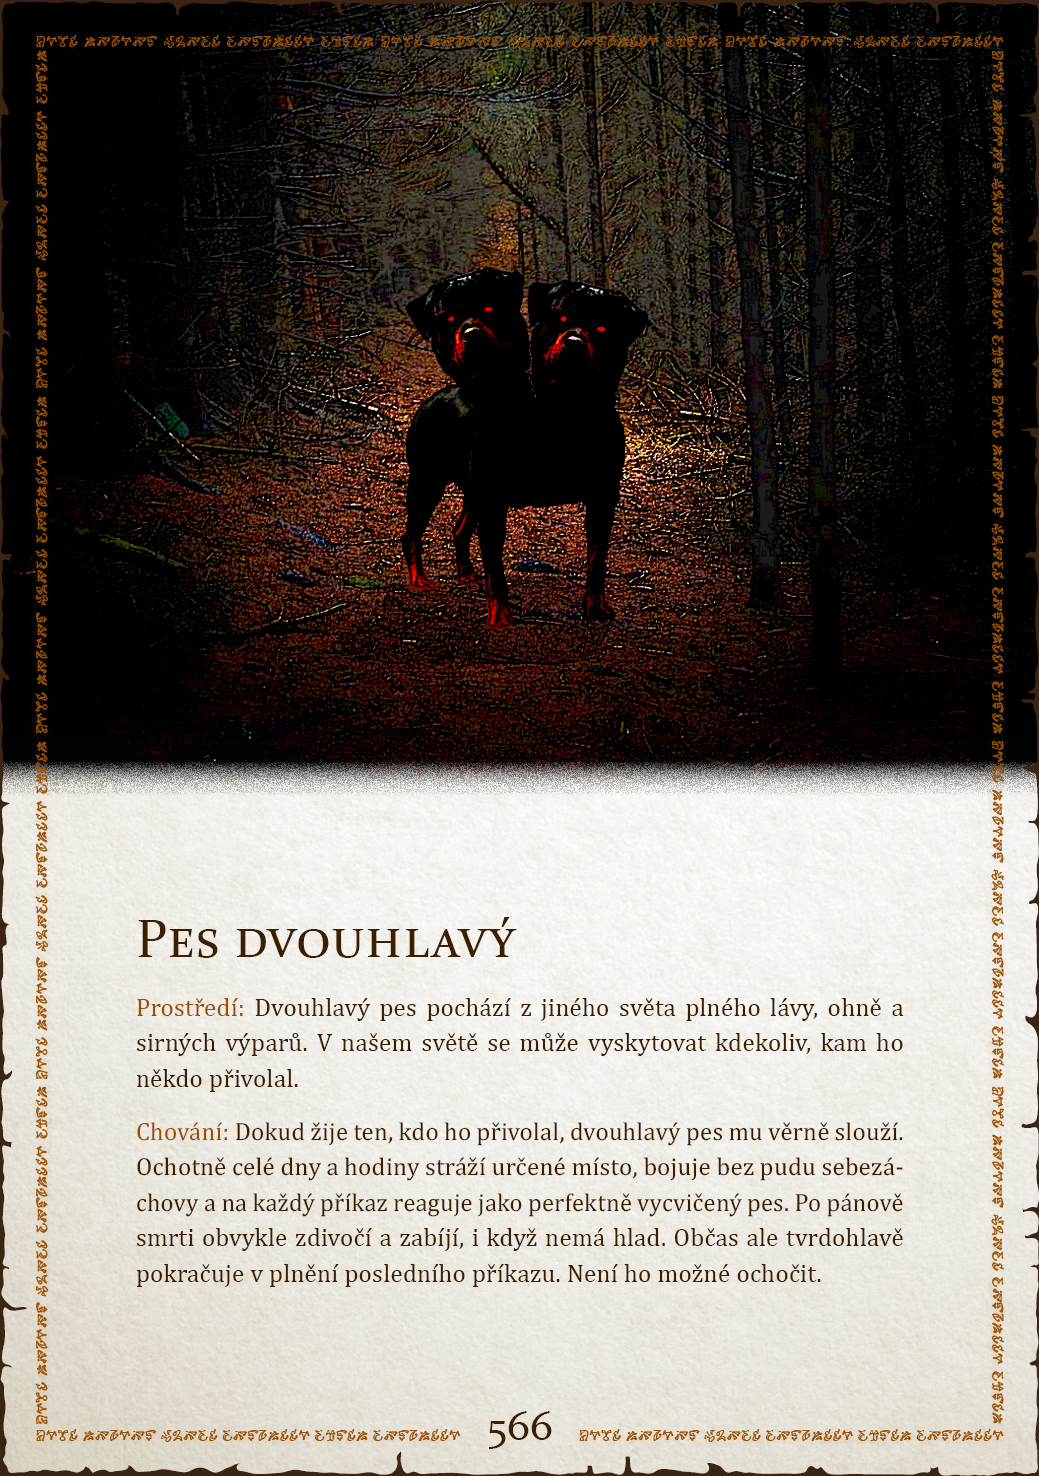 Pes dvouhlavý
Prostředí: Dvouhlavý pes pochází z jiného světa plného lávy, ohně a
sirných výparů. V našem světě se může vyskytovat kdekoliv, kam ho
někdo přivolal.
Chování: Dokud žije ten, kdo ho přivolal, dvouhlavý pes mu věrně slouží.
Ochotně celé dny a hodiny stráží určené místo, bojuje bez pudu sebezá-
chovy a na každý příkaz reaguje jako perfektně vycvičený pes. Po pánově
smrti obvykle zdivočí a zabíjí, i když nemá hlad. Občas ale tvrdohlavě
pokračuje v plnění posledního příkazu. Není ho možné ochočit.
566